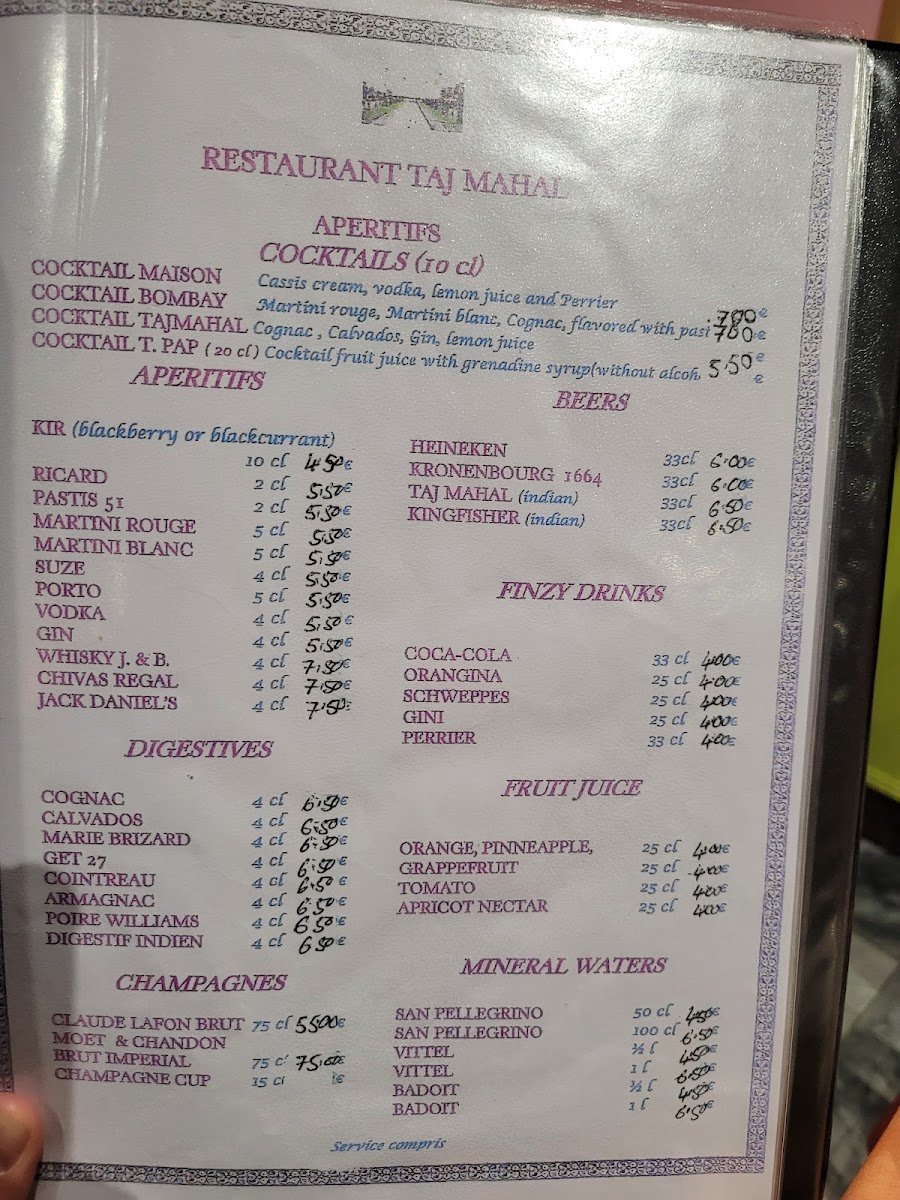 RESTAURANT TAJ MAHAL
APERITIFS
COCKTAILS (10 cl)
COCKTAIL MAISON Cassis cream, vodka, lemon juice and Perrier
COCKTAIL BOMBAY Martini rouge, Martini blanc, Cognac, flavored with pasi €
COCKTAIL TAJMAHAL Cognac , Calvados, Gin, lemon juice €
COCKTAIL T. PAP ( 20 cl) Cocktail fruit juice with grenadine syrup(without alcoh 5.50 €
€
APERITIFS
KIR (blackberry or blackcurrant)
10 cl 4.50€
RICARD 2 cl 5,50€
PASTIS 51 2 cl 5,50€
MARTINI ROUGE 5 cl 5,50€
MARTINI BLANC 5 cl 5,50€
SUZE 4 cl 5,50€
PORTO 5 cl 5,50€
VODKA 4 cl 5,50€
GIN 4 cl 5,50€
WHISKY J. & B. 4 cl 7,50€
CHIVAS REGAL 4 cl 7,50€
JACK DANIEL'S 4 cl 7,50€
DIGESTIVES
COGNAC 4 cl 6,50€
CALVADOS 4 cl 6,50€
MARIE BRIZARD 4 cl 6,50€
GET 27 4 cl 6,50€
COINTREAU 4 cl 6,50 €
ARMAGNAC 4 cl 6,50€
POIRE WILLIAMS 4 cl 6,50€
DIGESTIF INDIEN 4 cl 6,50€
CHAMPAGNES
CLAUDE LAFON BRUT 75 cl 55,00€
MOET & CHANDON
BRUT IMPERIAL 75 c 75,00€
CHAMPAGNE CUP 15 cl €
BEERS
HEINEKEN 33cl 6.00€
KRONENBOURG 1664 33cl 6.00€
TAJ MAHAL (indian) 33cl 6.50€
KINGFISHER (indian) 33cl 6.50€
FINZY DRINKS
COCA-COLA 33 cl 4.00€
ORANGINA 25 cl 4.00€
SCHWEPPES 25 cl 4.00€
GINI 25 cl 4.00€
PERRIER 33 cl 4.00€
FRUIT JUICE
ORANGE, PINNEAPPLE, 25 cl 4.00€
GRAPPEFRUIT 25 cl 4.00€
TOMATO 25 cl 4.00€
APRICOT NECTAR 25 cl 4.00€
MINERAL WATERS
SAN PELLEGRINO 50 cl 4.50€
SAN PELLEGRINO 100 cl 6.50€
VITTEL ½ l 4.50€
VITTEL 1 l 6.50€
BADOIT ½ l 4.50€
BADOIT 1 l 6.50€
Service compris